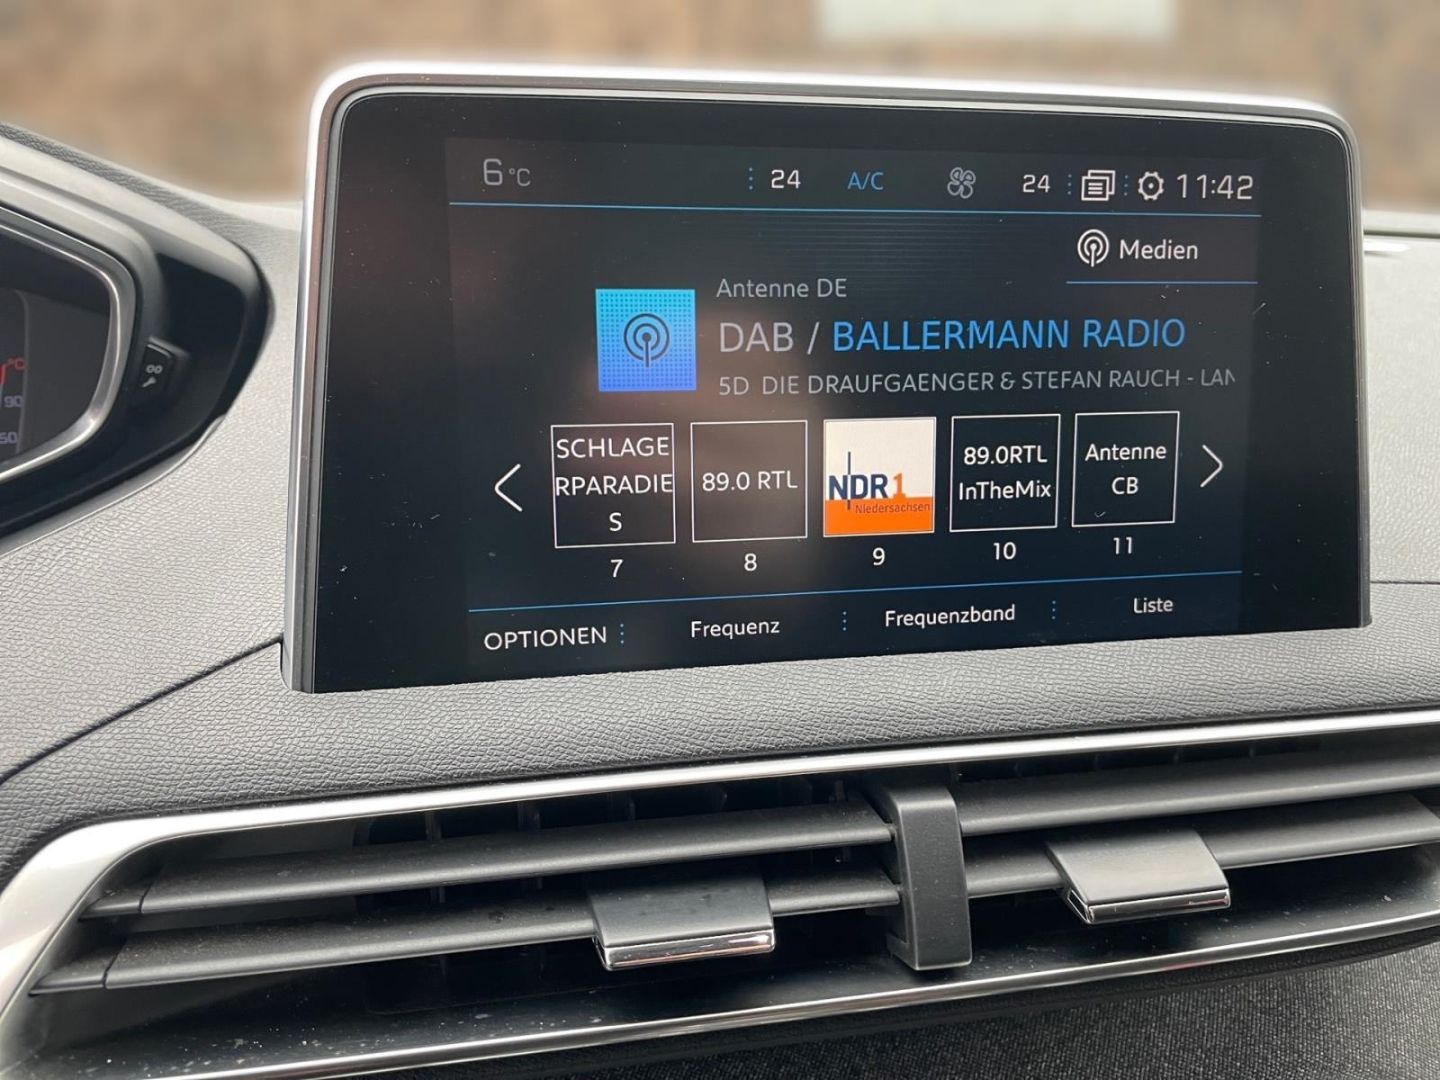 6 °C 24 A/C 24 11:42
Medien
Antenne DE
DAB / BALLERMANN RADIO
5D DIE DRAUFGAENGER & STEFAN RAUCH - LAN
SCHLAGE
RPARADIE
S
7
89.0 RTL
8
NDR1
Niedersachsen
9
89.0RTL
InTheMix
10
Antenne
CB
11
OPTIONEN Frequenz Frequenzband Liste
°C
90
50